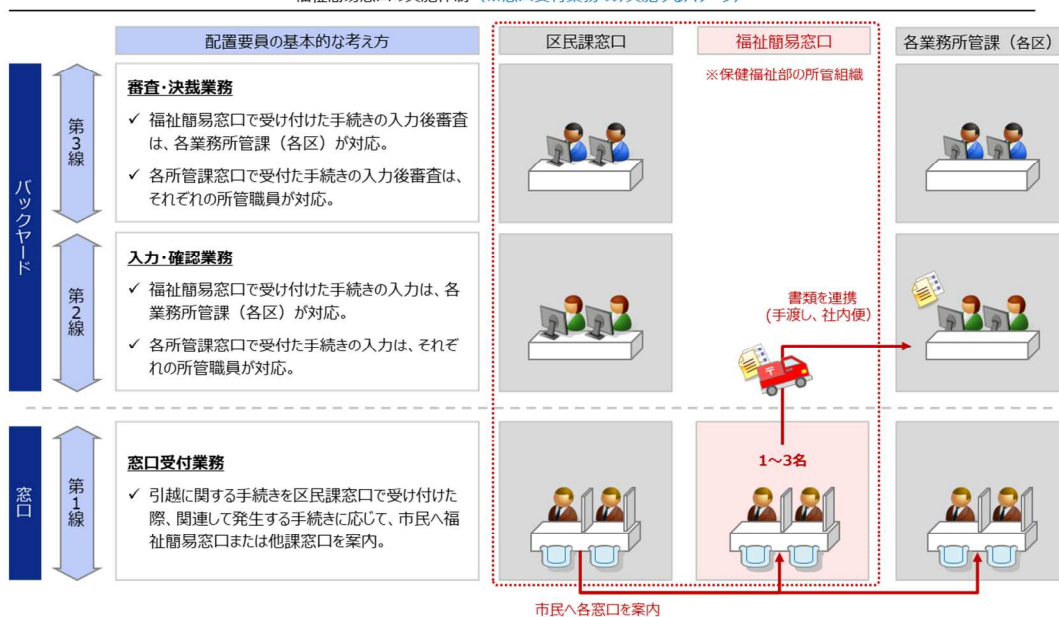 配置要員の基本的な考え方
区民課窓口
福祉簡易窓口
各業務所管課（各区）
※保健福祉部の所管組織
バックヤード
第3線
審査・決裁業務
✓ 福祉簡易窓口で受け付けた手続きの入力後審査
は、各業務所管課（各区）が対応。
✓ 各所管課窓口で受付た手続きの入力後審査は、
それぞれの所管職員が対応。
第2線
入力・確認業務
✓ 福祉簡易窓口で受け付けた手続きの入力は、各
業務所管課（各区）が対応。
✓ 各所管課窓口で受付た手続きの入力は、それぞ
れの所管職員が対応。
書類を連携
(手渡し、社内便)
窓口
第1線
窓口受付業務
✓ 引越に関する手続きを区民課窓口で受け付けた
際、関連して発生する手続きに応じて、市民へ福
祉簡易窓口または他課窓口を案内。
1～3名
市民へ各窓口を案内